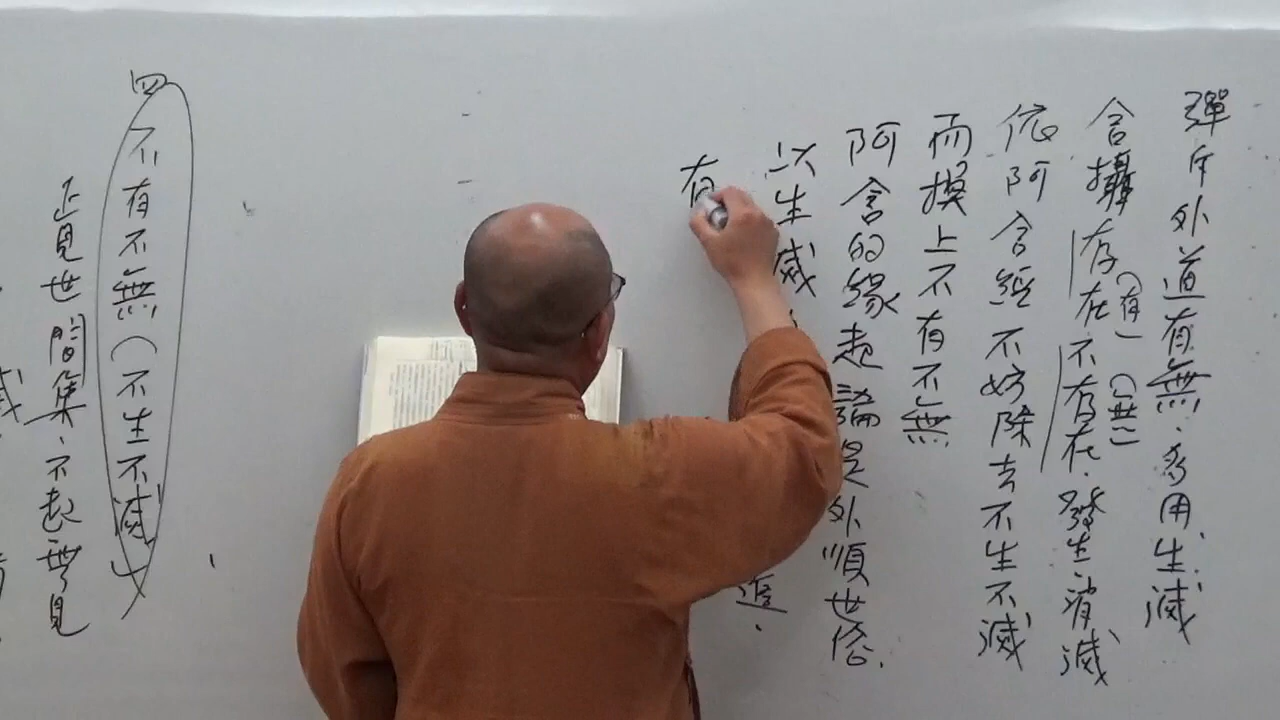 彈斥外道有無．多用生滅
含攝存在(有)不存在(無)．發生消滅
依阿含經不妨除去不生不滅
而換上不有不無
阿含的緣起論是外順世俗．
以生滅
進．
有
四 不有不無(不生不滅)
正見世間集．不起無見
滅